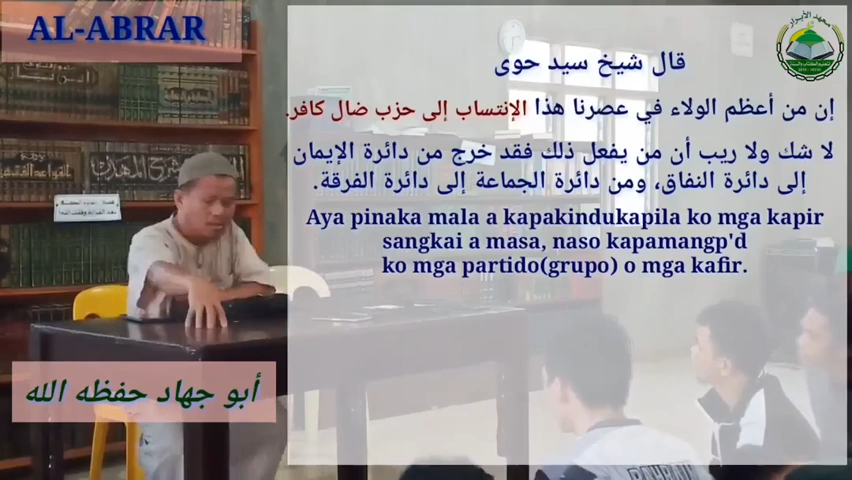 AL-ABRAR
معهد الأبرار
قال شيخ سيد حوى
إن من أعظم الولاء في عصرنا هذا الإنتساب إلى حزب ضال كافر.
لا شك ولا ريب أن من يفعل ذلك فقد خرج من دائرة الإيمان
إلى دائرة النفاق، ومن دائرة الجماعة إلى دائرة الفرقة.
Aya pinaka mala a kapakindukapila ko mga kapir
sangkai a masa, naso kapamangp'd
ko mga partido(grupo) o mga kafir.
أبو جهاد حفظه الله